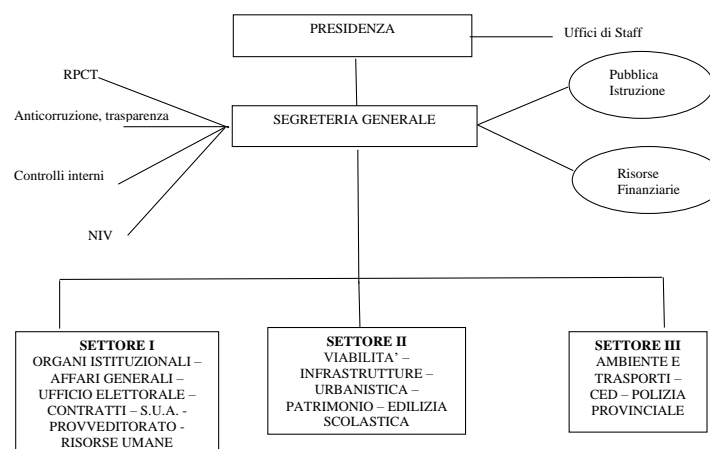 PRESIDENZA
Uffici di Staff
RPCT
Pubblica
Istruzione
Anticorruzione, trasparenza
SEGRETERIA GENERALE
Controlli interni
Risorse
Finanziarie
NIV
SETTORE I
ORGANI ISTITUZIONALI –
AFFARI GENERALI –
UFFICIO ELETTORALE –
CONTRATTI – S.U.A. -
PROVVEDITORATO -
RISORSE UMANE
SETTORE II
VIABILITA’ –
INFRASTRUTTURE –
URBANISTICA –
PATRIMONIO – EDILIZIA
SCOLASTICA
SETTORE III
AMBIENTE E
TRASPORTI –
CED – POLIZIA
PROVINCIALE